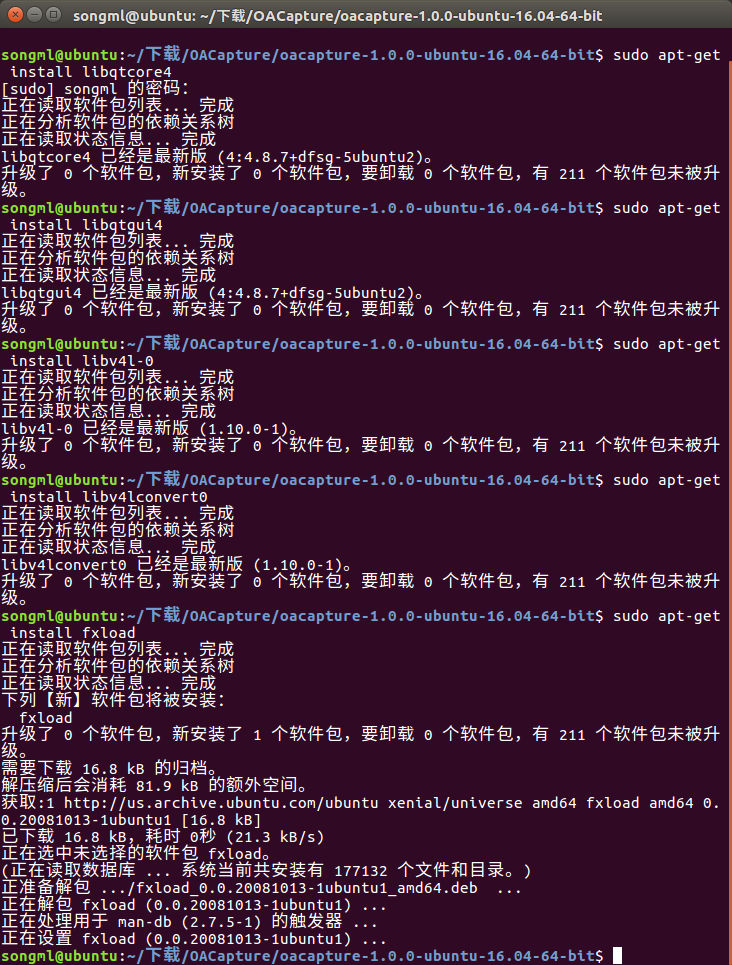 songml@ubuntu: ~/下载/OACapture/oacapture-1.0.0-ubuntu-16.04-64-bit
songml@ubuntu:~/下载/OACapture/oacapture-1.0.0-ubuntu-16.04-64-bit$ sudo apt-get
 install libqtcore4
[sudo] songml 的密码：
正在读取软件包列表... 完成
正在分析软件包的依赖关系树
正在读取状态信息... 完成
libqtcore4 已经是最新版 (4:4.8.7+dfsg-5ubuntu2)。
升级了 0 个软件包，新安装了 0 个软件包，要卸载 0 个软件包，有 211 个软件包未被升
级。
songml@ubuntu:~/下载/OACapture/oacapture-1.0.0-ubuntu-16.04-64-bit$ sudo apt-get
 install libqtgui4
正在读取软件包列表... 完成
正在分析软件包的依赖关系树
正在读取状态信息... 完成
libqtgui4 已经是最新版 (4:4.8.7+dfsg-5ubuntu2)。
升级了 0 个软件包，新安装了 0 个软件包，要卸载 0 个软件包，有 211 个软件包未被升
级。
songml@ubuntu:~/下载/OACapture/oacapture-1.0.0-ubuntu-16.04-64-bit$ sudo apt-get
 install libv4l-0
正在读取软件包列表... 完成
正在分析软件包的依赖关系树
正在读取状态信息... 完成
libv4l-0 已经是最新版 (1.10.0-1)。
升级了 0 个软件包，新安装了 0 个软件包，要卸载 0 个软件包，有 211 个软件包未被升
级。
songml@ubuntu:~/下载/OACapture/oacapture-1.0.0-ubuntu-16.04-64-bit$ sudo apt-get
 install libv4lconvert0
正在读取软件包列表... 完成
正在分析软件包的依赖关系树
正在读取状态信息... 完成
libv4lconvert0 已经是最新版 (1.10.0-1)。
升级了 0 个软件包，新安装了 0 个软件包，要卸载 0 个软件包，有 211 个软件包未被升
级。
songml@ubuntu:~/下载/OACapture/oacapture-1.0.0-ubuntu-16.04-64-bit$ sudo apt-get
 install fxload
正在读取软件包列表... 完成
正在分析软件包的依赖关系树
正在读取状态信息... 完成
下列【新】软件包将被安装：
  fxload
升级了 0 个软件包，新安装了 1 个软件包，要卸载 0 个软件包，有 211 个软件包未被升
级。
需要下载 16.8 kB 的归档。
解压缩后会消耗 81.9 kB 的额外空间。
获取:1 http://us.archive.ubuntu.com/ubuntu xenial/universe amd64 fxload amd64 0.
0.20081013-1ubuntu1 [16.8 kB]
已下载 16.8 kB，耗时 0秒 (21.3 kB/s)
正在选中未选择的软件包 fxload。
(正在读取数据库 ... 系统当前共安装有 177132 个文件和目录。)
正准备解包 .../fxload_0.0.20081013-1ubuntu1_amd64.deb  ...
正在解包 fxload (0.0.20081013-1ubuntu1) ...
正在处理用于 man-db (2.7.5-1) 的触发器 ...
正在设置 fxload (0.0.20081013-1ubuntu1) ...
songml@ubuntu:~/下载/OACapture/oacapture-1.0.0-ubuntu-16.04-64-bit$